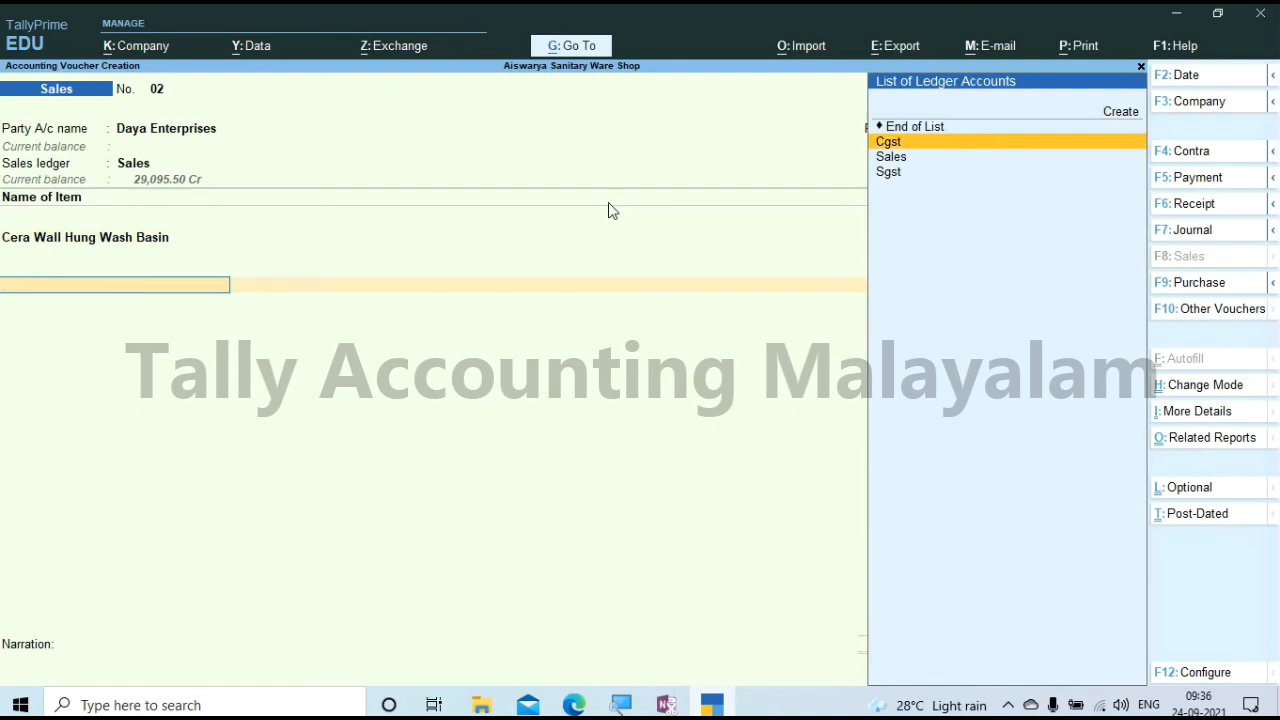 TallyPrime
EDU
MANAGE
K: Company
Y: Data
Z: Exchange
G: Go To
O: Import
E: Export
M: E-mail
P: Print
F1: Help
Accounting Voucher Creation
Aiswarya Sanitary Ware Shop
Sales No. 02
Party A/c name : Daya Enterprises
Current balance :
Sales ledger : Sales
Current balance : 29,095.50 Cr
Name of Item
Cera Wall Hung Wash Basin
Narration:
List of Ledger Accounts
Create
♦ End of List
Cgst
Sales
Sgst
F2: Date
F3: Company
F4: Contra
F5: Payment
F6: Receipt
F7: Journal
F8: Sales
F9: Purchase
F10: Other Vouchers
F: Autofill
H: Change Mode
I: More Details
O: Related Reports
L: Optional
T: Post-Dated
F12: Configure
Tally Accounting Malayalam
Type here to search
28°C Light rain
ENG
09:36
24-09-2021